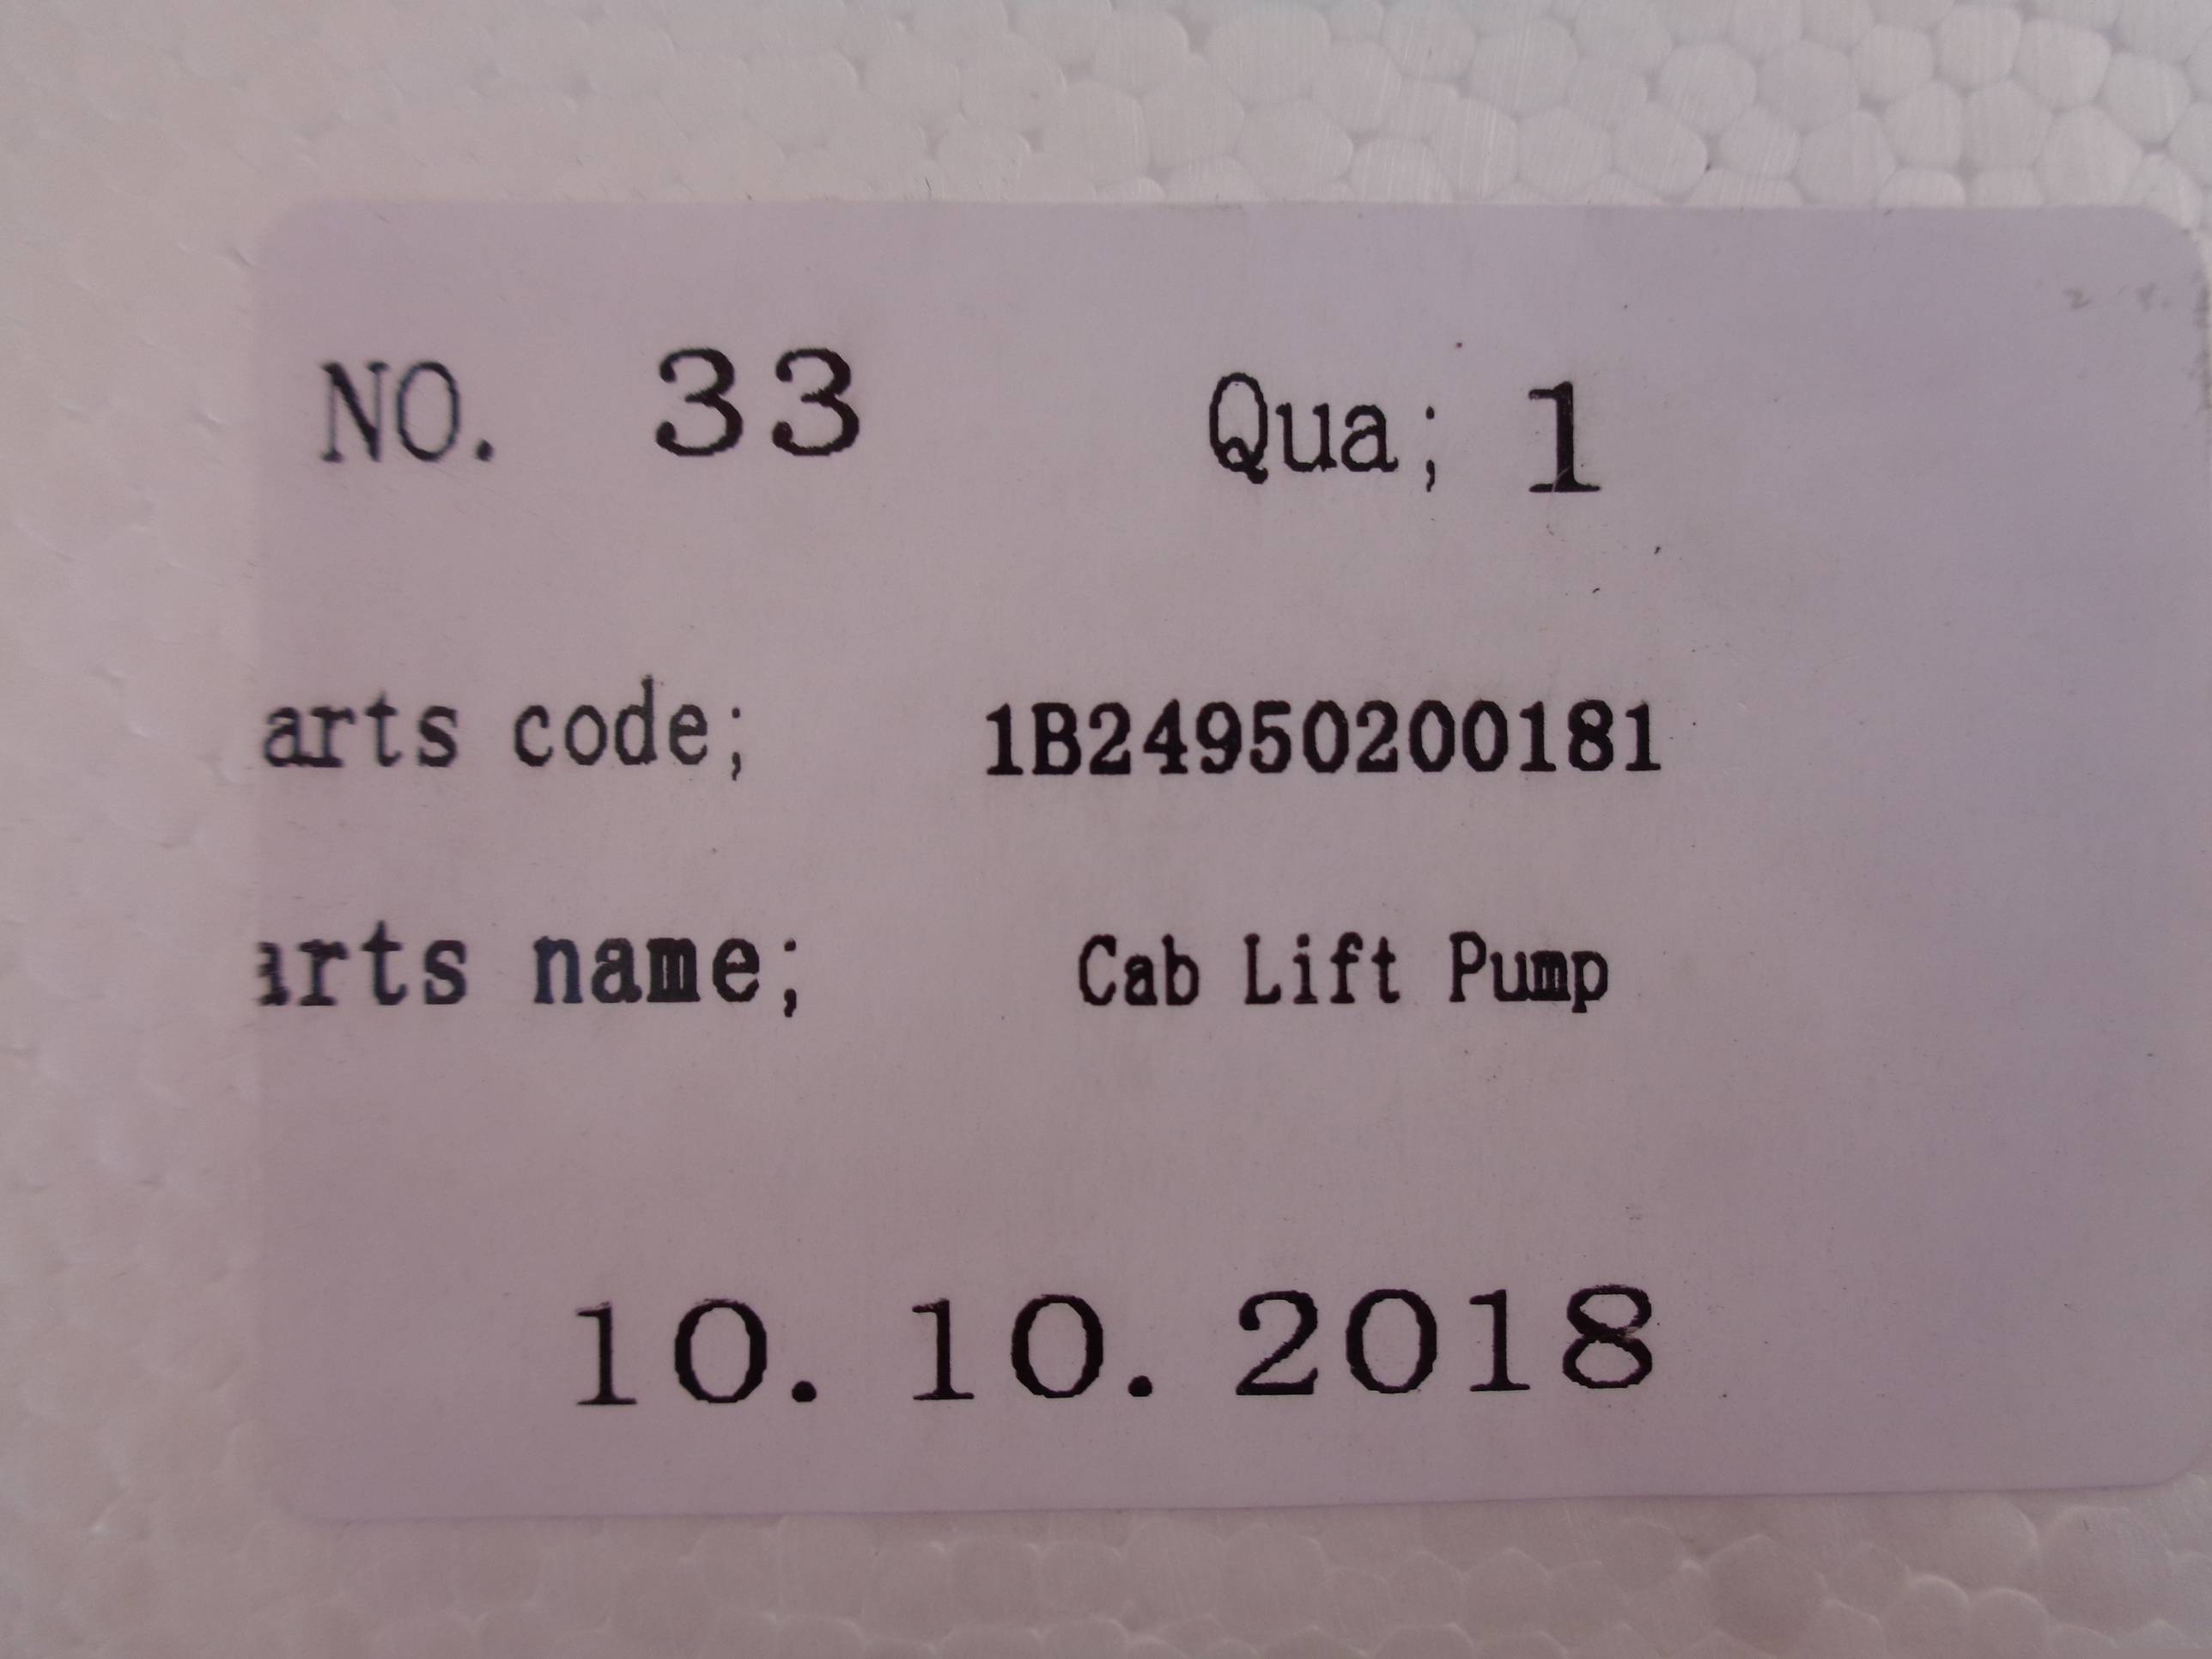 NO. 33 Qua; 1
arts code; 1B24950200181
arts name; Cab Lift Pump
10. 10. 2018